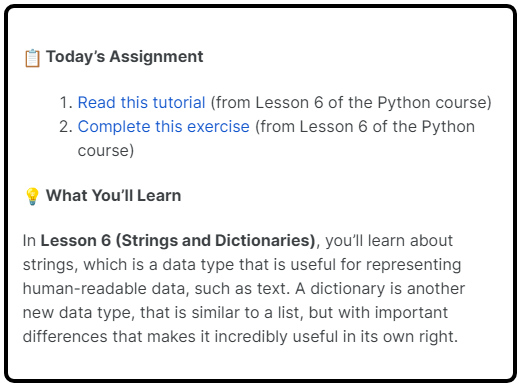 📋 Today’s Assignment
1. Read this tutorial (from Lesson 6 of the Python course)
2. Complete this exercise (from Lesson 6 of the Python
course)
💡 What You’ll Learn
In Lesson 6 (Strings and Dictionaries), you’ll learn about
strings, which is a data type that is useful for representing
human-readable data, such as text. A dictionary is another
new data type, that is similar to a list, but with important
differences that makes it incredibly useful in its own right.